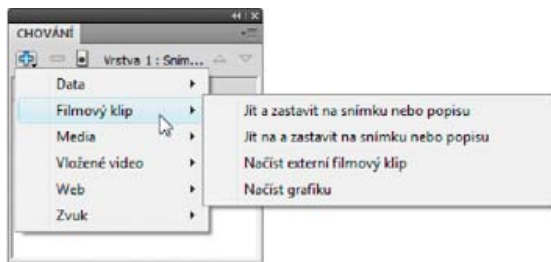 CHOVÁNÍ
Vrstva 1 : Sním...
Data
Filmový klip
Media
Vložené video
Web
Zvuk
Jít a zastavit na snímku nebo popisu
Jít na a zastavit na snímku nebo popisu
Načíst externí filmový klip
Načíst grafiku